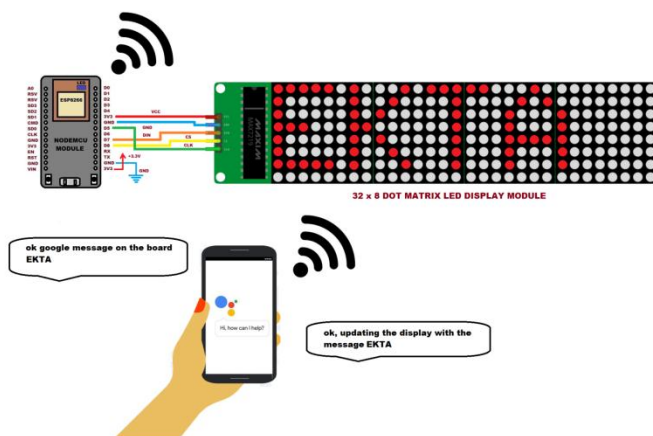 LED
ESP8266
NODEMCU
MODULE
A0
RSV
RSV
SD3
SD2
SD1
CMD
SD0
CLK
GND
3V3
EN
RST
GND
VIN
D0
D1
D2
D3
D4
3V3
GND
D5
D6
D7
D8
RX
TX
GND
3V3
VCC
GND
DIN
CS
CLK
+3.3V
GND
MAXIM
EKTA
32 x 8 DOT MATRIX LED DISPLAY MODULE
ok google message on the board
EKTA
Hi, how can I help?
ok, updating the display with the
message EKTA